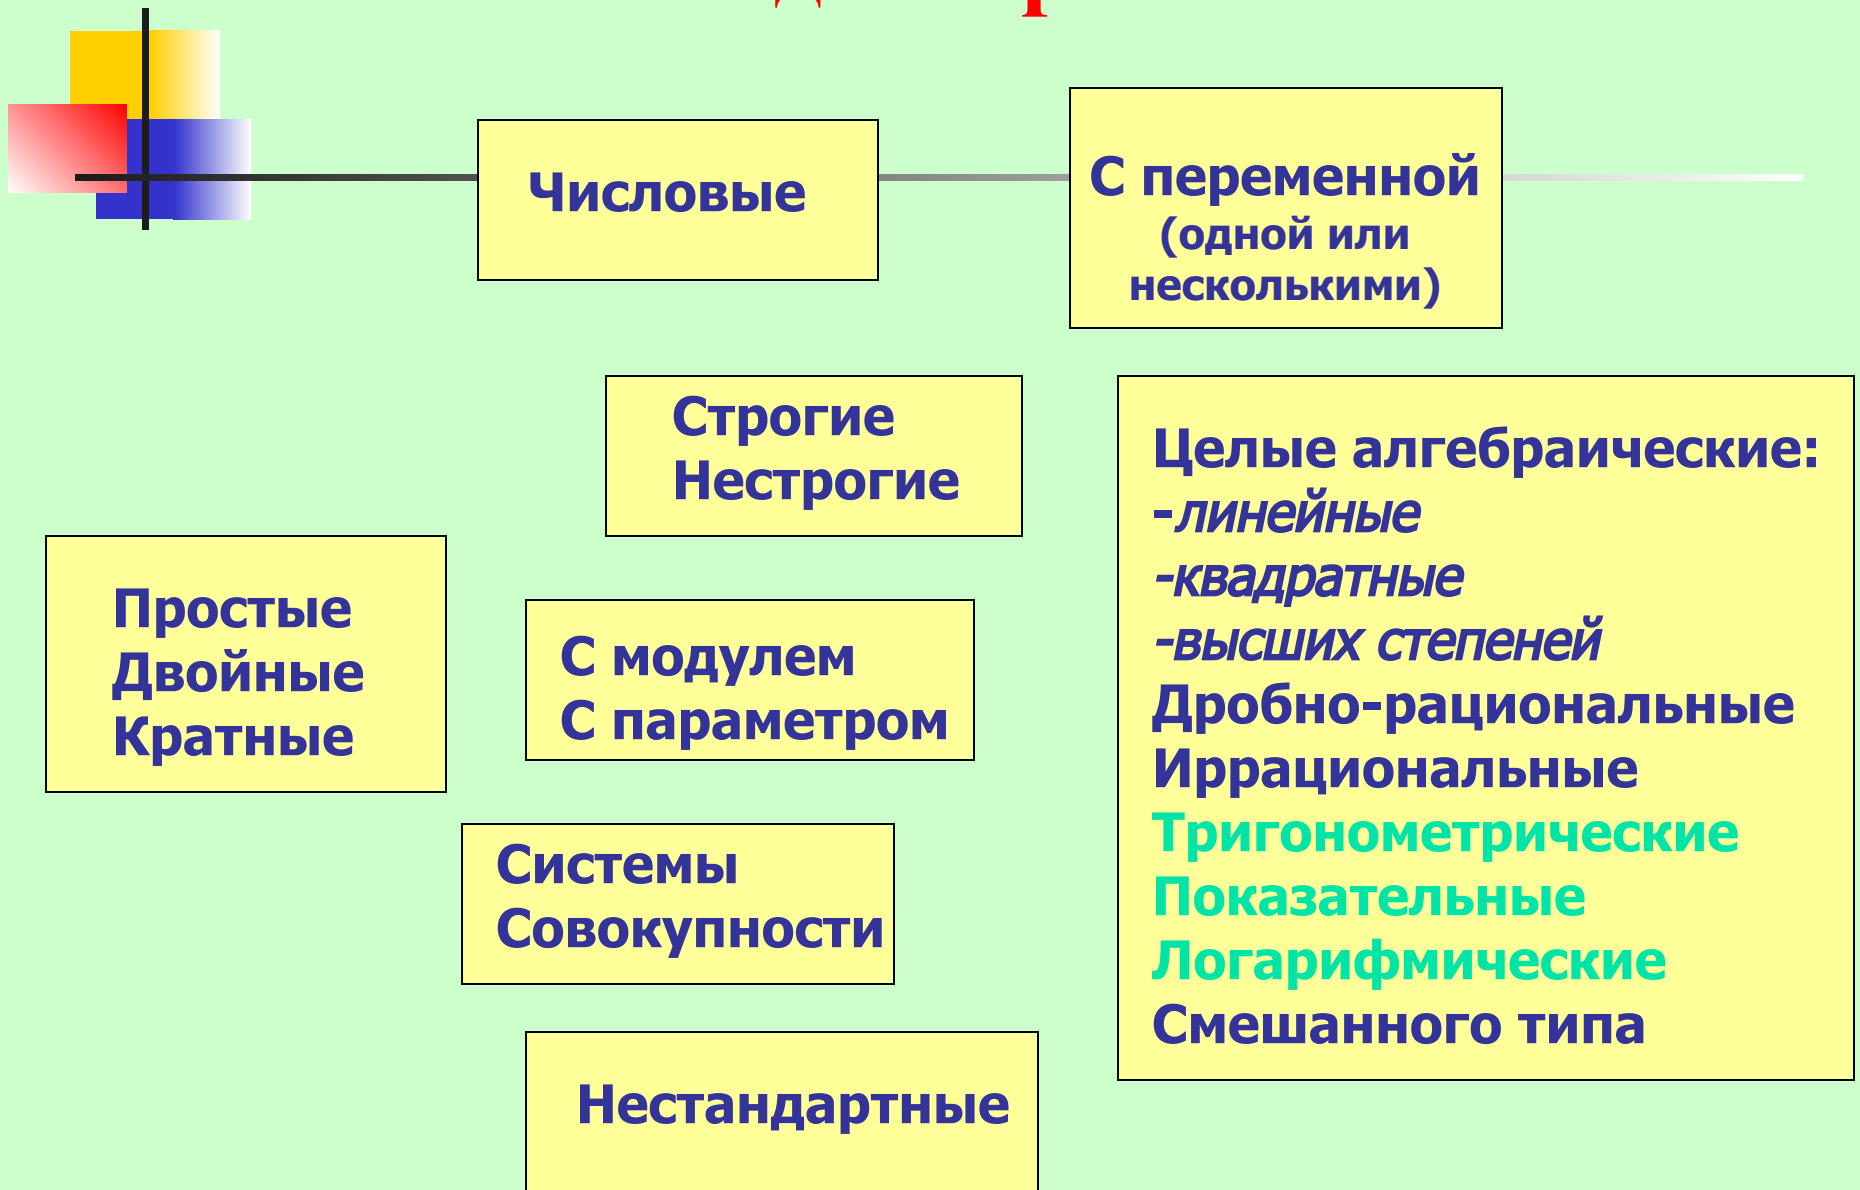 Числовые
С переменной
(одной или
несколькими)
Строгие
Нестрогие
Простые
Двойные
Кратные
С модулем
С параметром
Системы
Совокупности
Нестандартные
Целые алгебраические:
-линейные
-квадратные
-высших степеней
Дробно-рациональные
Иррациональные
Тригонометрические
Показательные
Логарифмические
Смешанного типа